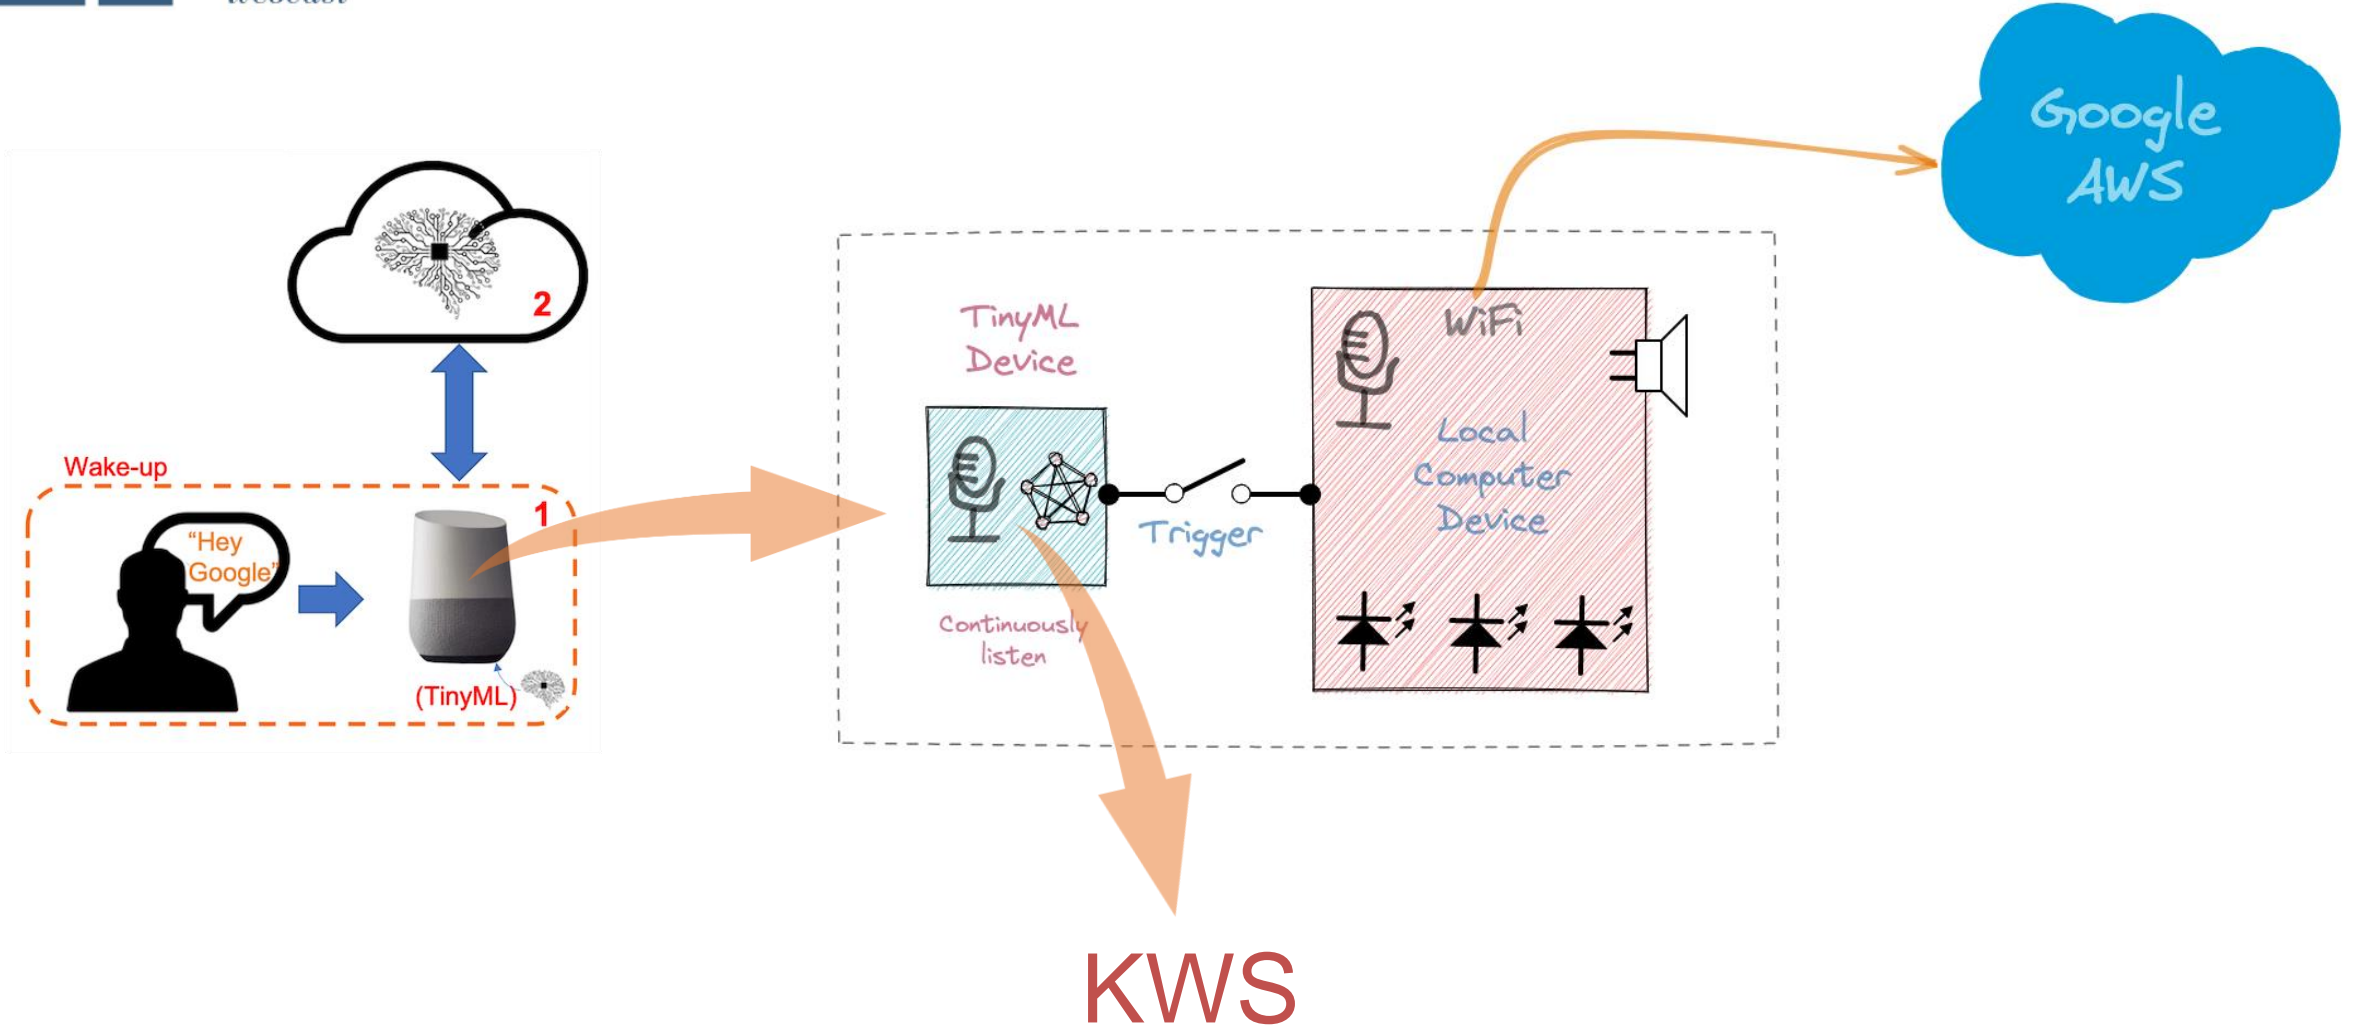 webcast
Google
AWS
2
TinyML
Device
WiFi
Local
Computer
Device
Wake-up
1
“Hey
Google”
Trigger
Continuously
listen
(TinyML)
KWS